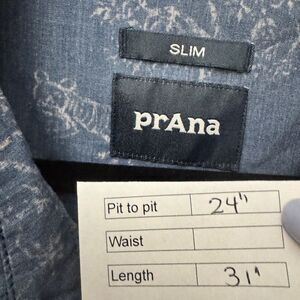 SLIM
prAna
Pit to pit 24"
Waist
Length 31"